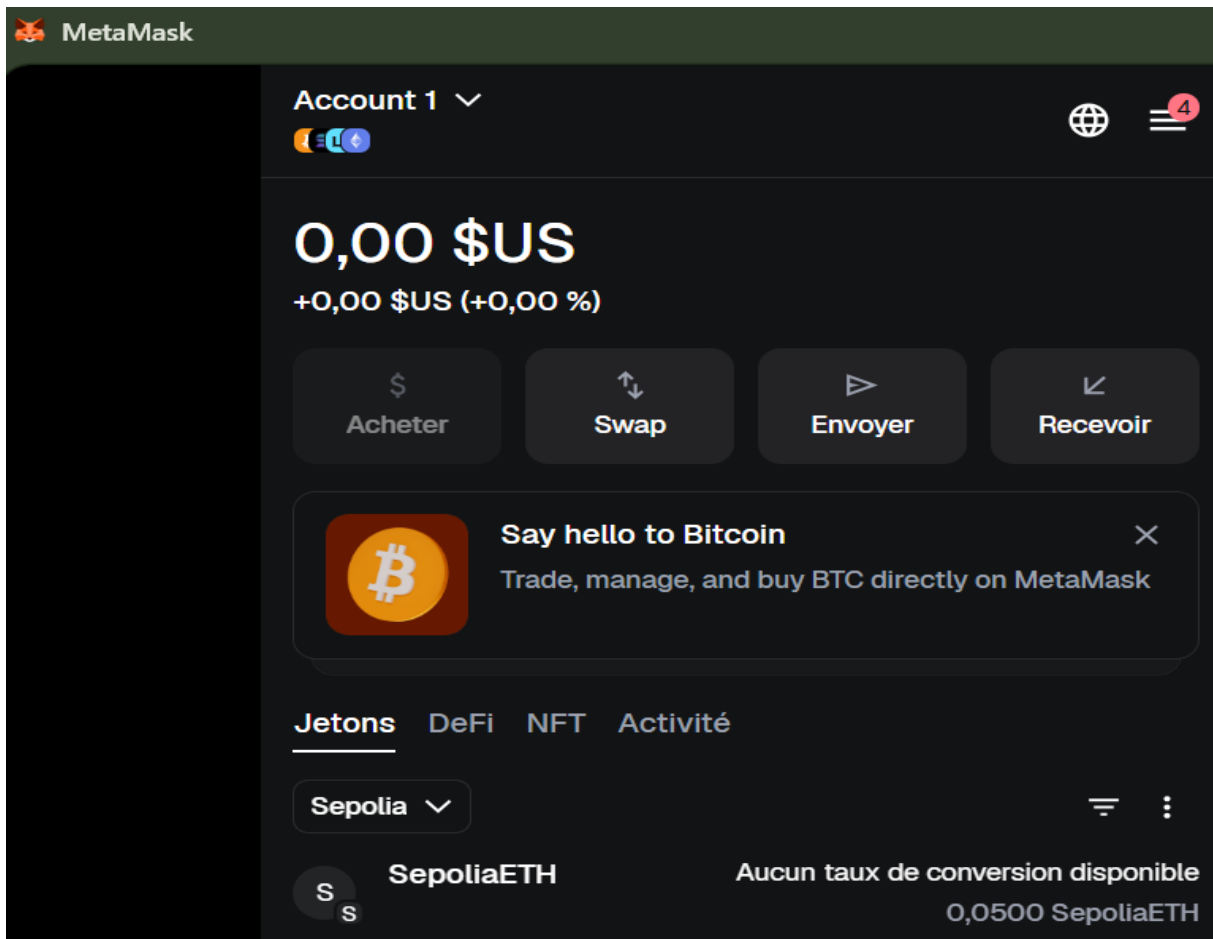 MetaMask
Account 1
4
0,00 $US
+0,00 $US (+0,00 %)
$
Acheter
Swap
Envoyer
Recevoir
Say hello to Bitcoin
Trade, manage, and buy BTC directly on MetaMask
Jetons DeFi NFT Activité
Sepolia
SepoliaETH Aucun taux de conversion disponible
S
S
0,0500 SepoliaETH